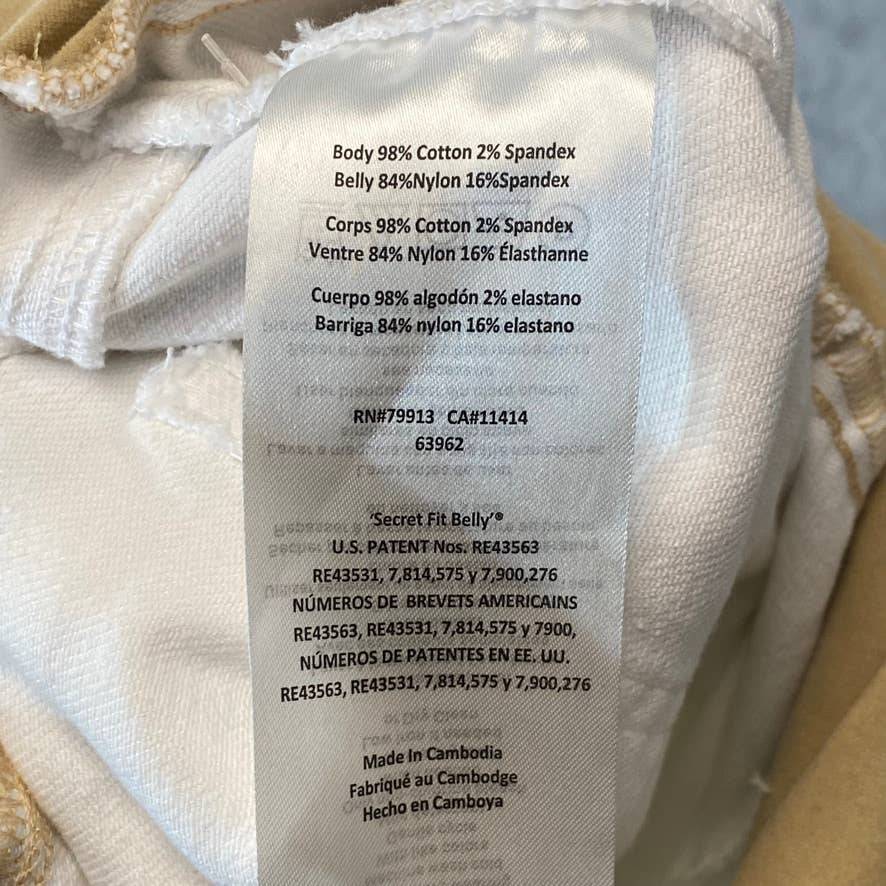 Body 98% Cotton 2% Spandex
Belly 84%Nylon 16%Spandex
Corps 98% Cotton 2% Spandex
Ventre 84% Nylon 16% Élasthanne
Cuerpo 98% algodón 2% elastano
Barriga 84% nylon 16% elastano
RN#79913 CA#11414
63962
‘Secret Fit Belly’®
U.S. PATENT Nos. RE43563
RE43531, 7,814,575 y 7,900,276
NÚMEROS DE BREVETS AMERICAINS
RE43563, RE43531, 7,814,575 y 7900,
NÚMEROS DE PATENTES EN EE. UU.
RE43563, RE43531, 7,814,575 y 7,900,276
Made In Cambodia
Fabriqué au Cambodge
Hecho en Camboya